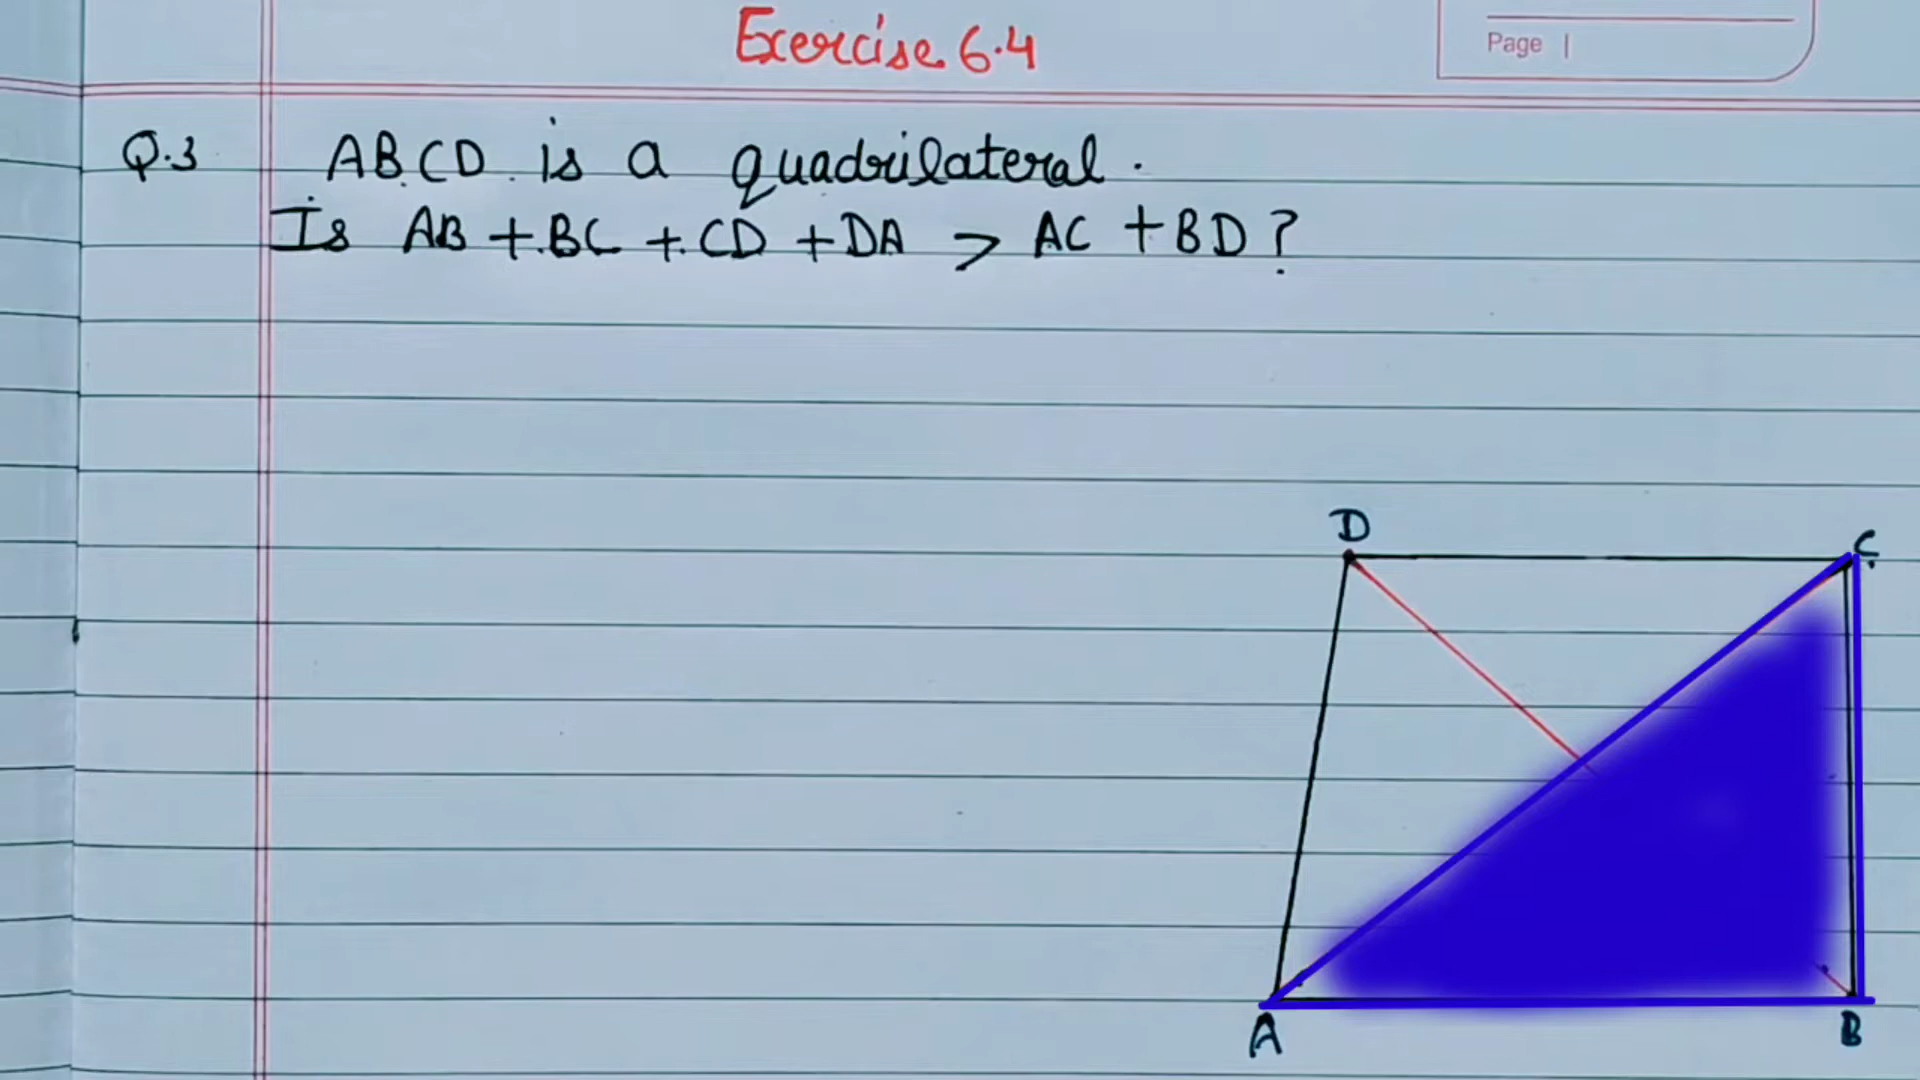 Exercise 6.4
Page |
Q.3 ABCD is a quadrilateral.
Is AB + BC + CD + DA > AC + BD?
D
C
A
B